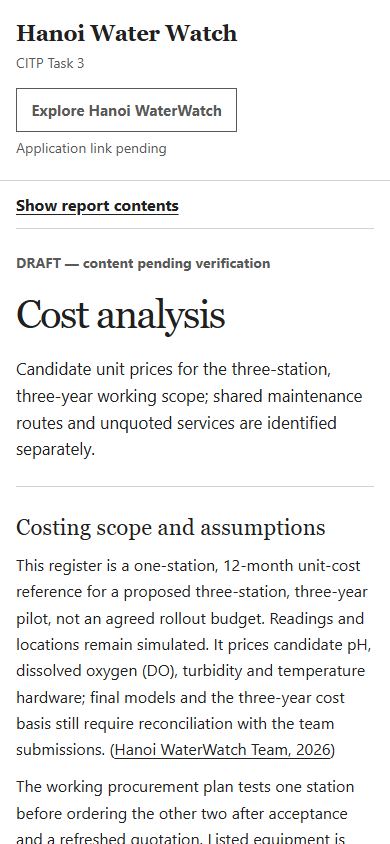 Hanoi Water Watch
CITP Task 3
Explore Hanoi WaterWatch
Application link pending
Show report contents
DRAFT — content pending verification
Cost analysis
Candidate unit prices for the three-station,
three-year working scope; shared maintenance
routes and unquoted services are identified
separately.
Costing scope and assumptions
This register is a one-station, 12-month unit-cost
reference for a proposed three-station, three-year
pilot, not an agreed rollout budget. Readings and
locations remain simulated. It prices candidate pH,
dissolved oxygen (DO), turbidity and temperature
hardware; final models and the three-year cost
basis still require reconciliation with the team
submissions. (Hanoi WaterWatch Team, 2026)
The working procurement plan tests one station
before ordering the other two after acceptance
and a refreshed quotation. Listed equipment is